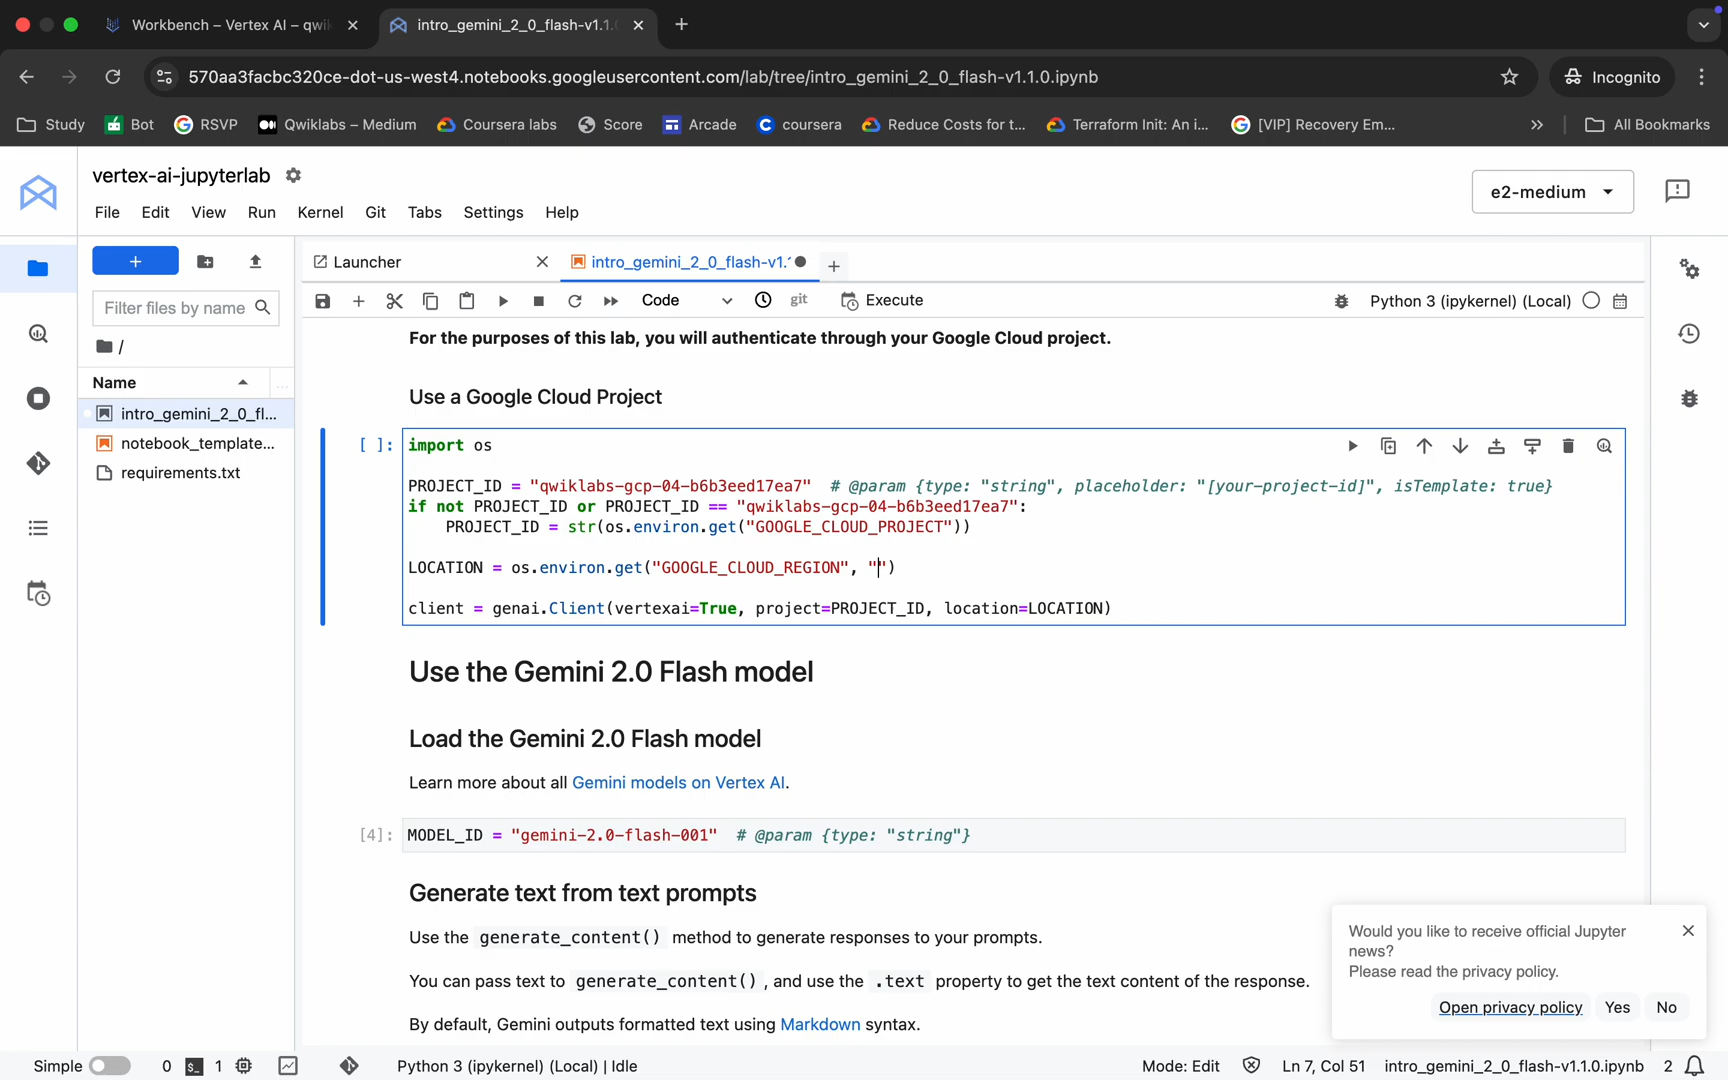 Workbench – Vertex AI – qwik
intro_gemini_2_0_flash-v1.1.0
570aa3facbc320ce-dot-us-west4.notebooks.googleusercontent.com/lab/tree/intro_gemini_2_0_flash-v1.1.0.ipynb
Incognito
Study
Bot
RSVP
Qwiklabs – Medium
Coursera labs
Score
Arcade
coursera
Reduce Costs for t...
Terraform Init: An i...
[VIP] Recovery Em...
All Bookmarks
vertex-ai-jupyterlab
e2-medium
File Edit View Run Kernel Git Tabs Settings Help
Launcher
intro_gemini_2_0_flash-v1.
Filter files by name
/
Name
...
intro_gemini_2_0_fl...
notebook_template...
requirements.txt
Code
git
Execute
Python 3 (ipykernel) (Local)
For the purposes of this lab, you will authenticate through your Google Cloud project.
Use a Google Cloud Project
[ ]:
import os
PROJECT_ID = "qwiklabs-gcp-04-b6b3eed17ea7"  # @param {type: "string", placeholder: "[your-project-id]", isTemplate: true}
if not PROJECT_ID or PROJECT_ID == "qwiklabs-gcp-04-b6b3eed17ea7":
    PROJECT_ID = str(os.environ.get("GOOGLE_CLOUD_PROJECT"))
LOCATION = os.environ.get("GOOGLE_CLOUD_REGION", "")
client = genai.Client(vertexai=True, project=PROJECT_ID, location=LOCATION)
Use the Gemini 2.0 Flash model
Load the Gemini 2.0 Flash model
Learn more about all Gemini models on Vertex AI.
[4]:
MODEL_ID = "gemini-2.0-flash-001"  # @param {type: "string"}
Generate text from text prompts
Use the generate_content() method to generate responses to your prompts.
You can pass text to generate_content() , and use the .text property to get the text content of the response.
By default, Gemini outputs formatted text using Markdown syntax.
Would you like to receive official Jupyter
news?
Please read the privacy policy.
Open privacy policy
Yes
No
Simple
0
1
Python 3 (ipykernel) (Local) | Idle
Mode: Edit
Ln 7, Col 51
intro_gemini_2_0_flash-v1.1.0.ipynb
2